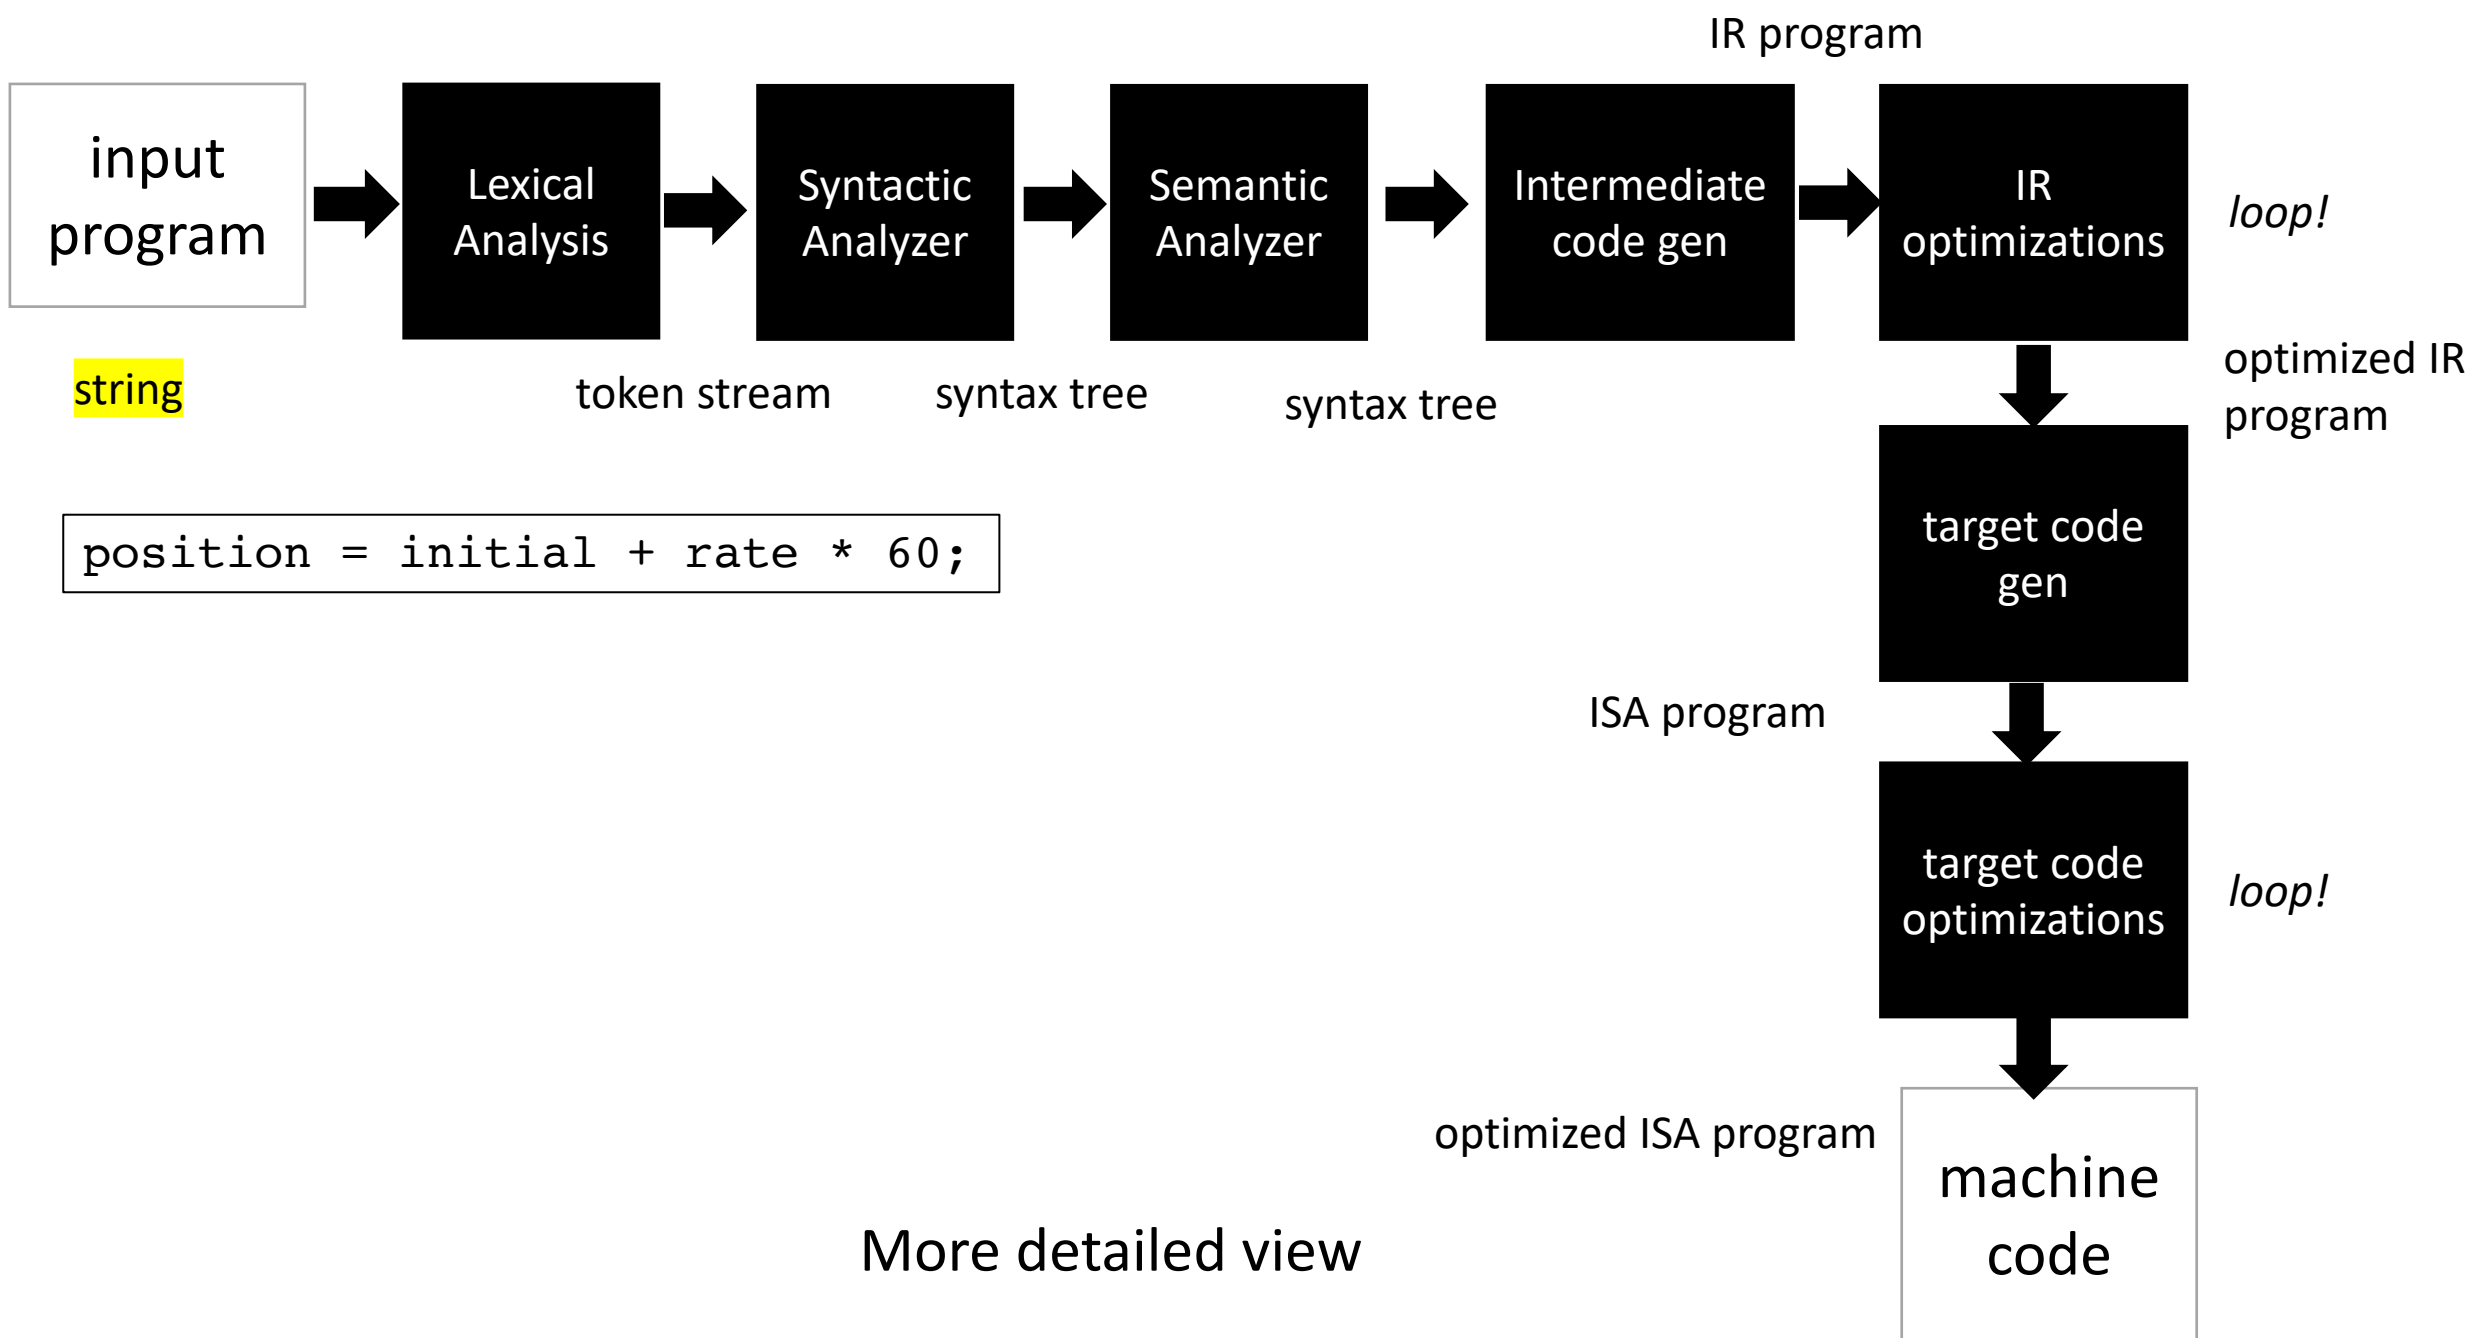 IR program
input
program
Lexical
Analysis
Syntactic
Analyzer
Semantic
Analyzer
Intermediate
code gen
IR
optimizations
loop!
string
token stream
syntax tree
syntax tree
optimized IR
program
position = initial + rate * 60;
target code
gen
ISA program
target code
optimizations
loop!
optimized ISA program
machine
code
More detailed view